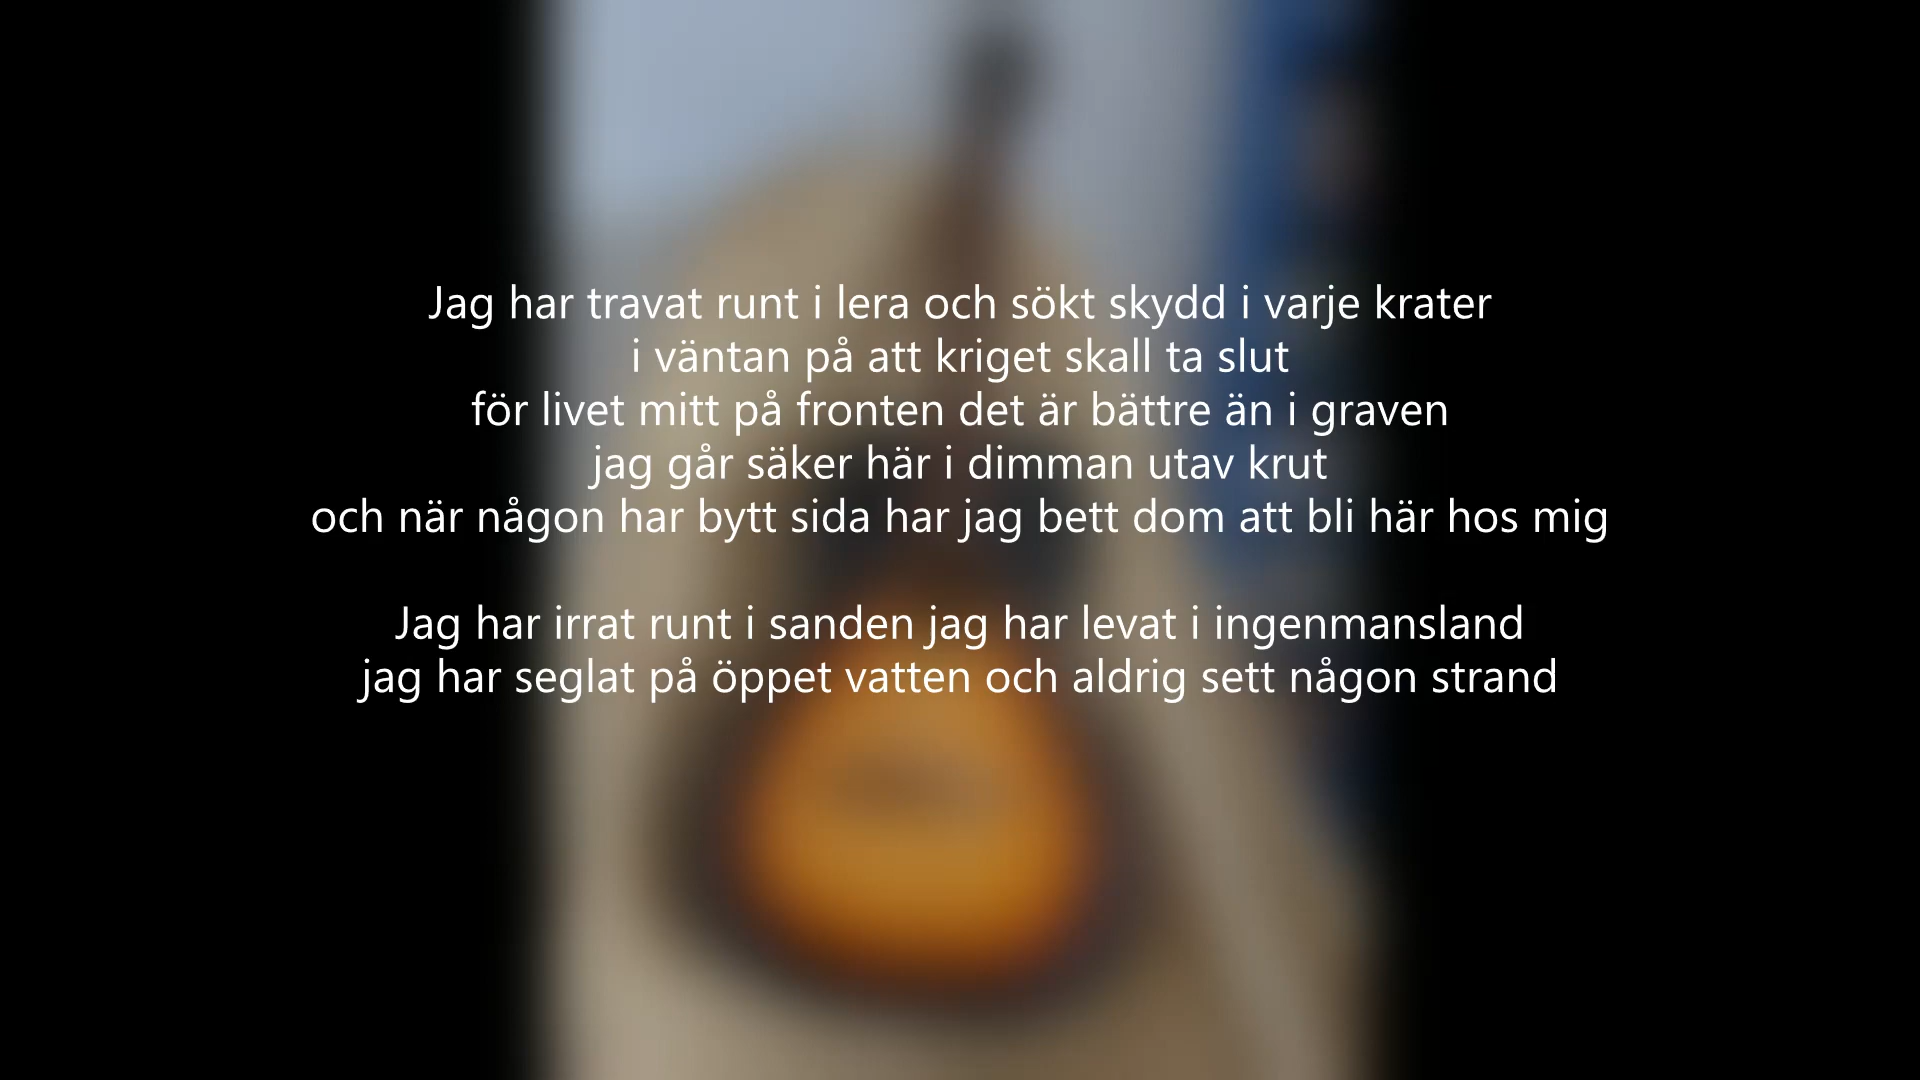 Jag har travat runt i lera och sökt skydd i varje krater
i väntan på att kriget skall ta slut
för livet mitt på fronten det är bättre än i graven
jag går säker här i dimman utav krut
och när någon har bytt sida har jag bett dom att bli här hos mig
Jag har irrat runt i sanden jag har levat i ingenmansland
jag har seglat på öppet vatten och aldrig sett någon strand